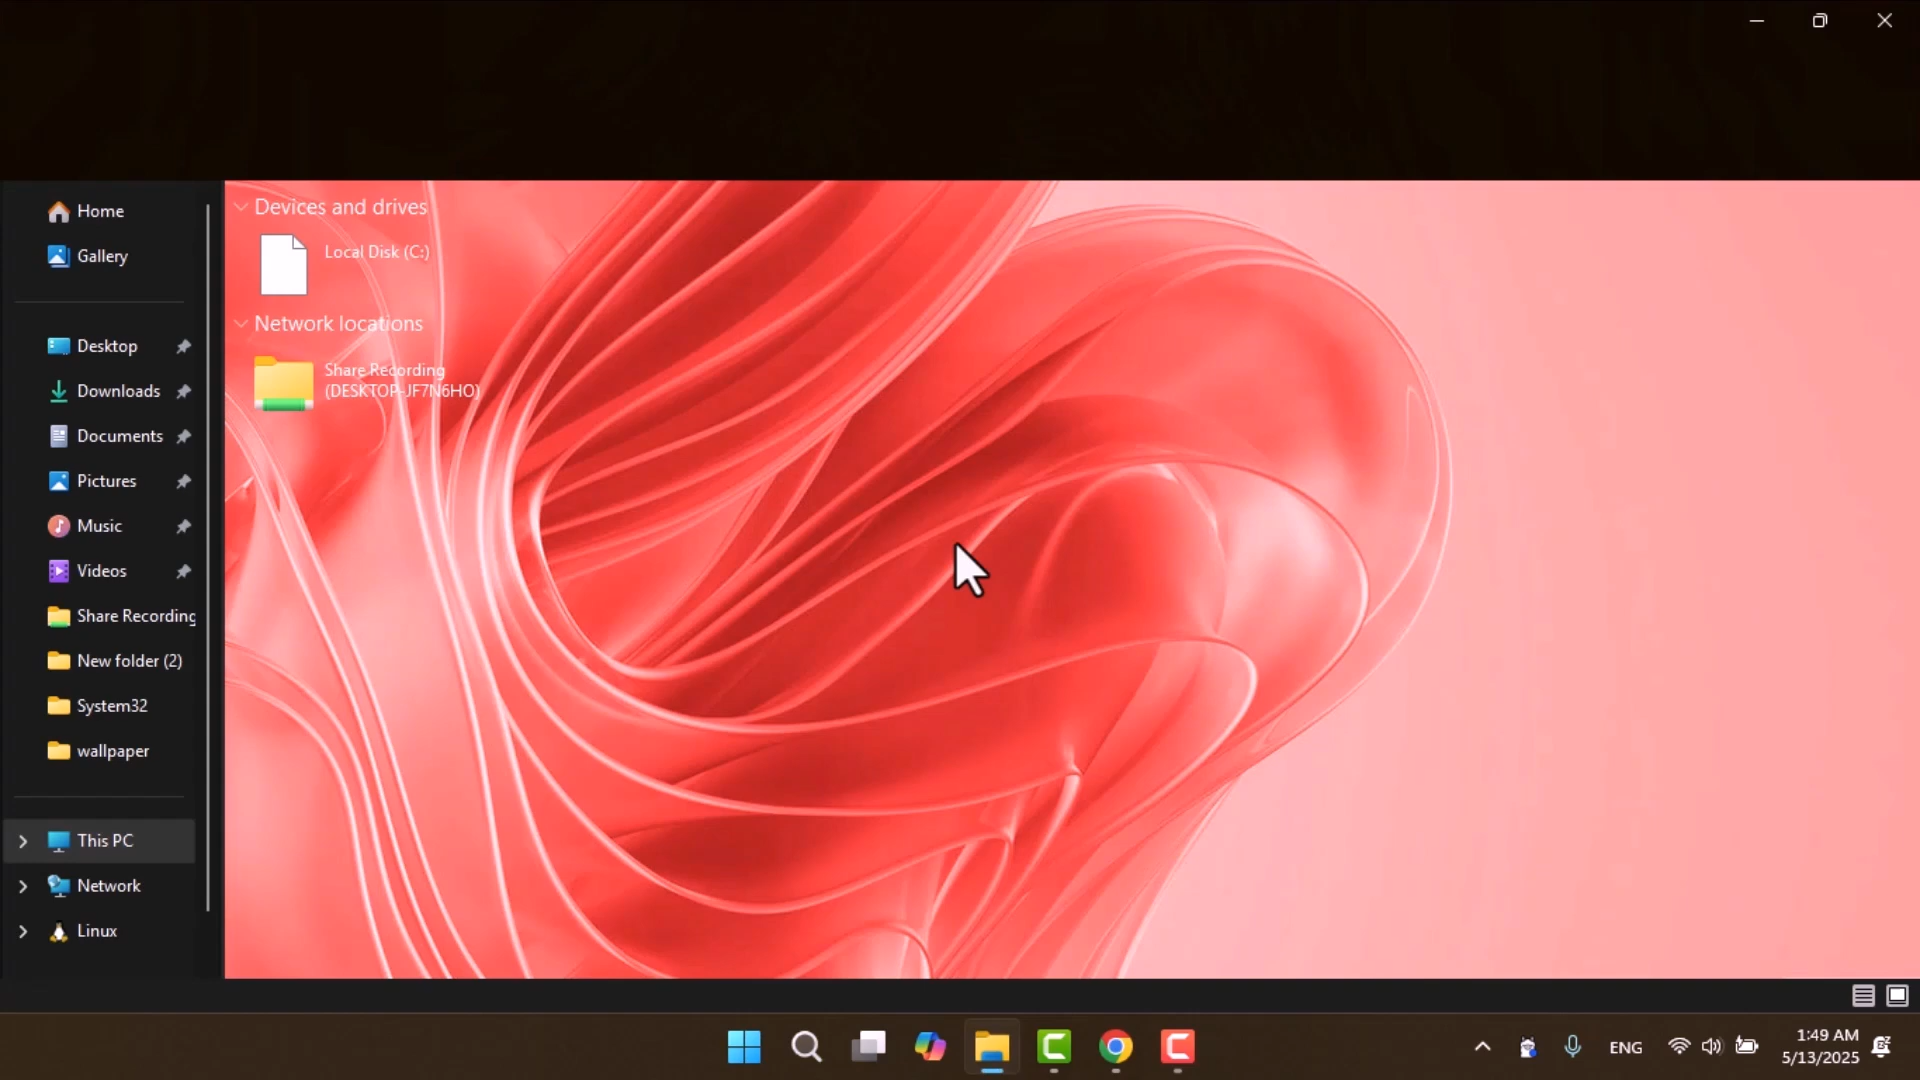 Home
Gallery
Desktop
Downloads
Documents
Pictures
Music
Videos
Share Recording
New folder (2)
System32
wallpaper
This PC
Network
Linux
Devices and drives
Local Disk (C:)
Network locations
Share Recording
(DESKTOP-JF7N6HO)
ENG
1:49 AM
5/13/2025